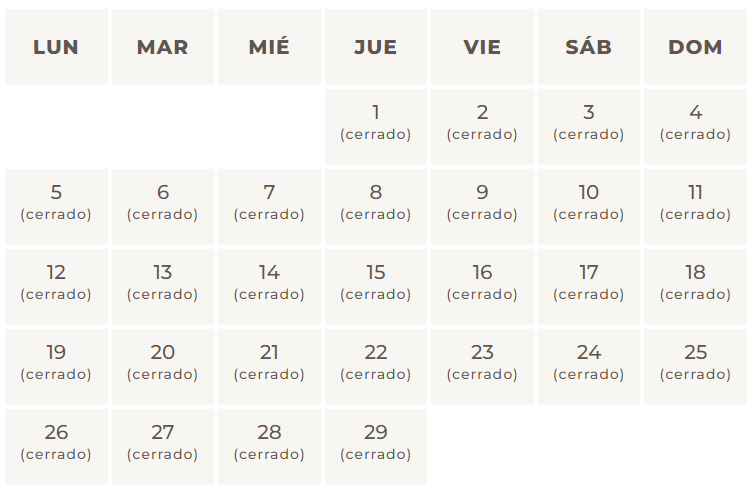 LUN MAR MIÉ JUE VIE SÁB DOM
1 2 3 4
(cerrado) (cerrado) (cerrado) (cerrado)
5 6 7 8 9 10 11
(cerrado) (cerrado) (cerrado) (cerrado) (cerrado) (cerrado) (cerrado)
12 13 14 15 16 17 18
(cerrado) (cerrado) (cerrado) (cerrado) (cerrado) (cerrado) (cerrado)
19 20 21 22 23 24 25
(cerrado) (cerrado) (cerrado) (cerrado) (cerrado) (cerrado) (cerrado)
26 27 28 29
(cerrado) (cerrado) (cerrado) (cerrado)